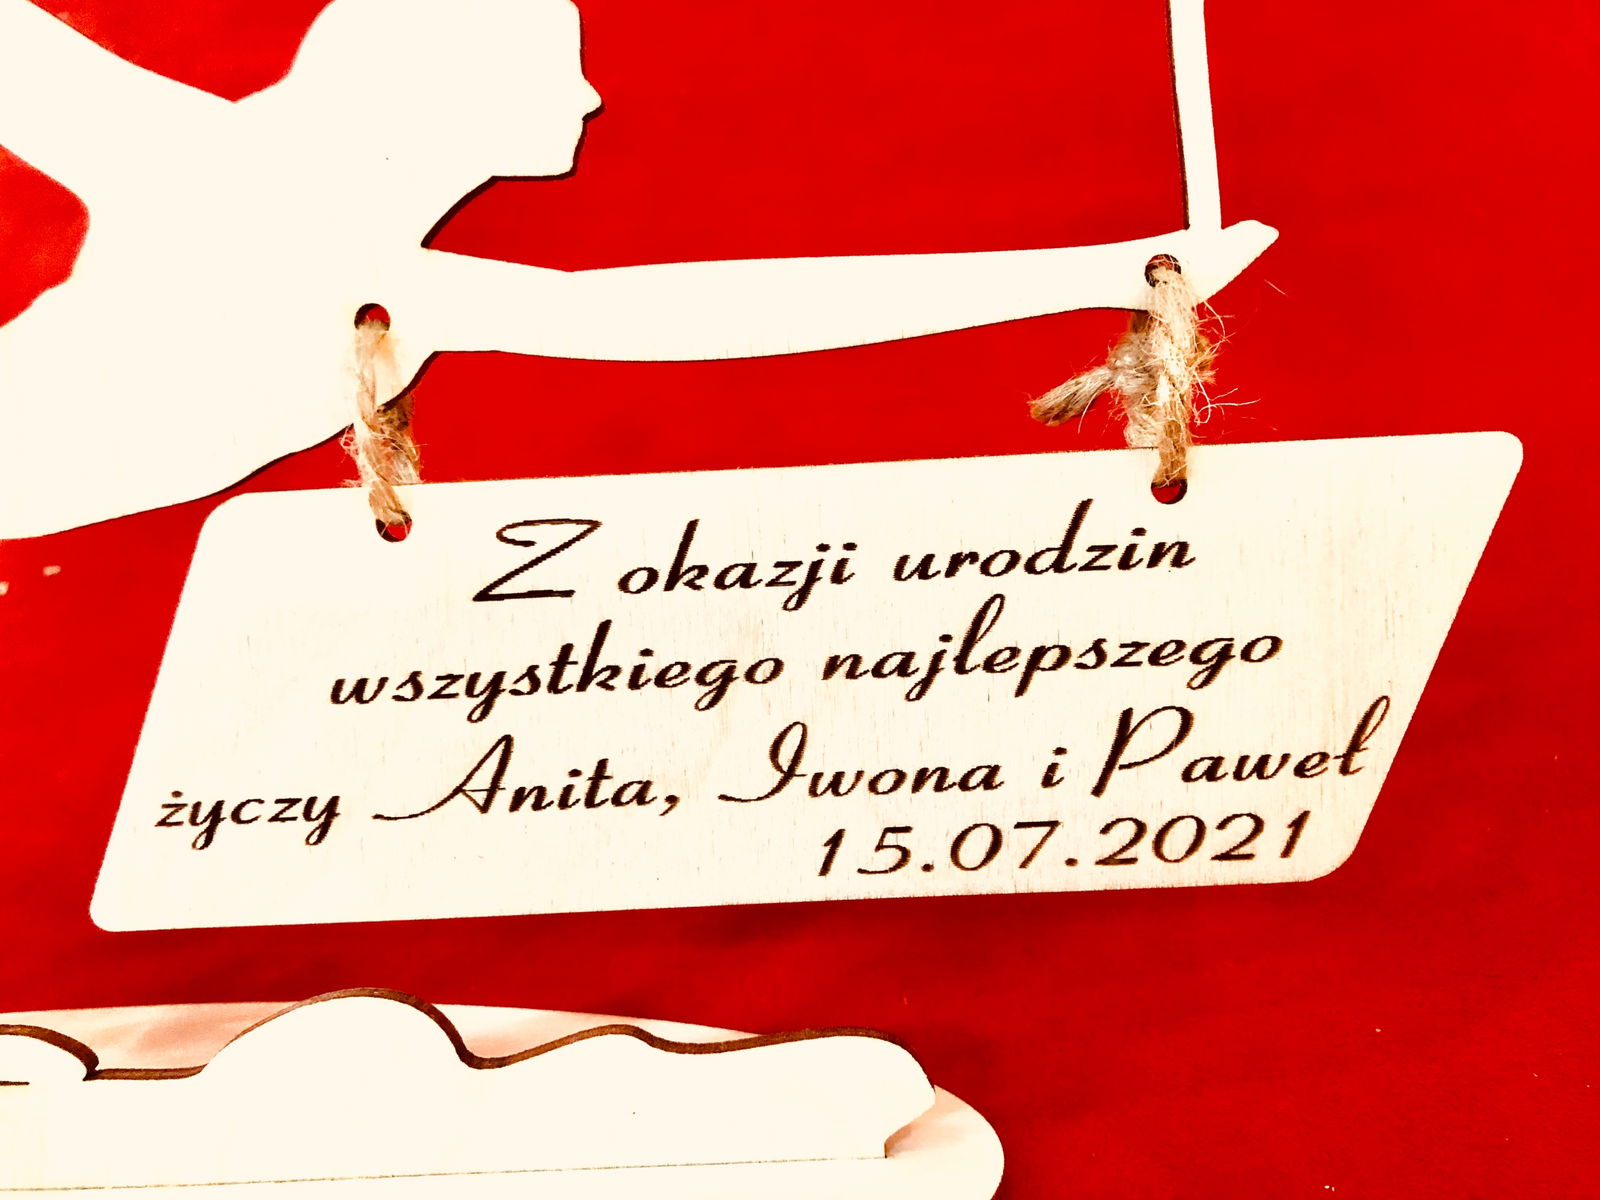 Z okazji urodzin
wszystkiego najlepszego
życzy Anita, Iwona i Paweł
15.07.2021